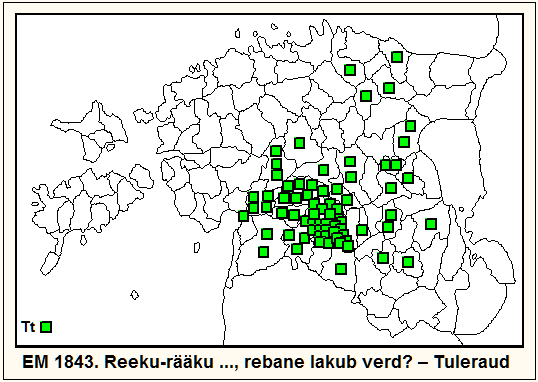 Tt
EM 1843. Reeku-rääku ..., rebane lakub verd? – Tuleraud